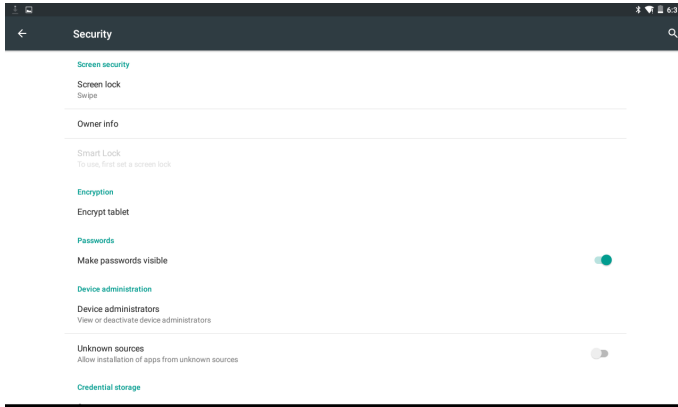 6:3
Security
Screen security
Screen lock
Swipe
Owner info
Smart Lock
To use, first set a screen lock
Encryption
Encrypt tablet
Passwords
Make passwords visible
Device administration
Device administrators
View or deactivate device administrators
Unknown sources
Allow installation of apps from unknown sources
Credential storage